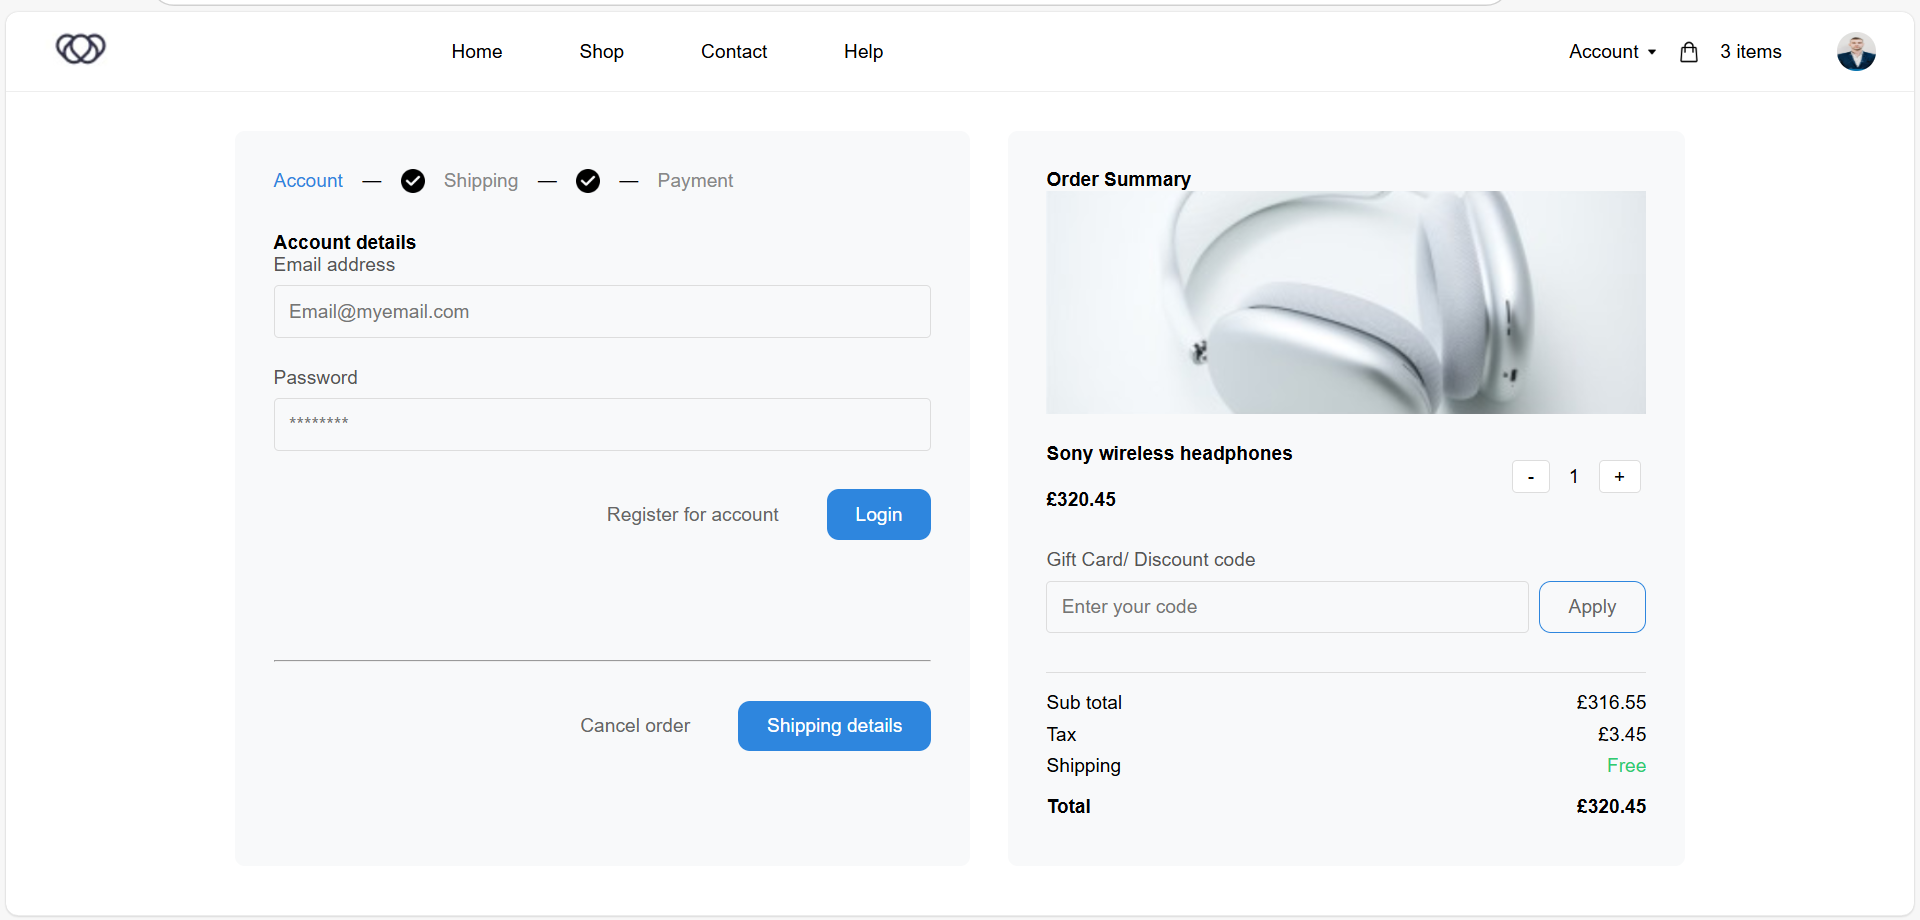 Home Shop Contact Help Account 3 items
Account — Shipping — — Payment
Account details
Email address
Email@myemail.com
Password
********
Register for account Login
Cancel order Shipping details
Order Summary
Sony wireless headphones
- 1 +
£320.45
Gift Card/ Discount code
Enter your code Apply
Sub total £316.55
Tax £3.45
Shipping Free
Total £320.45